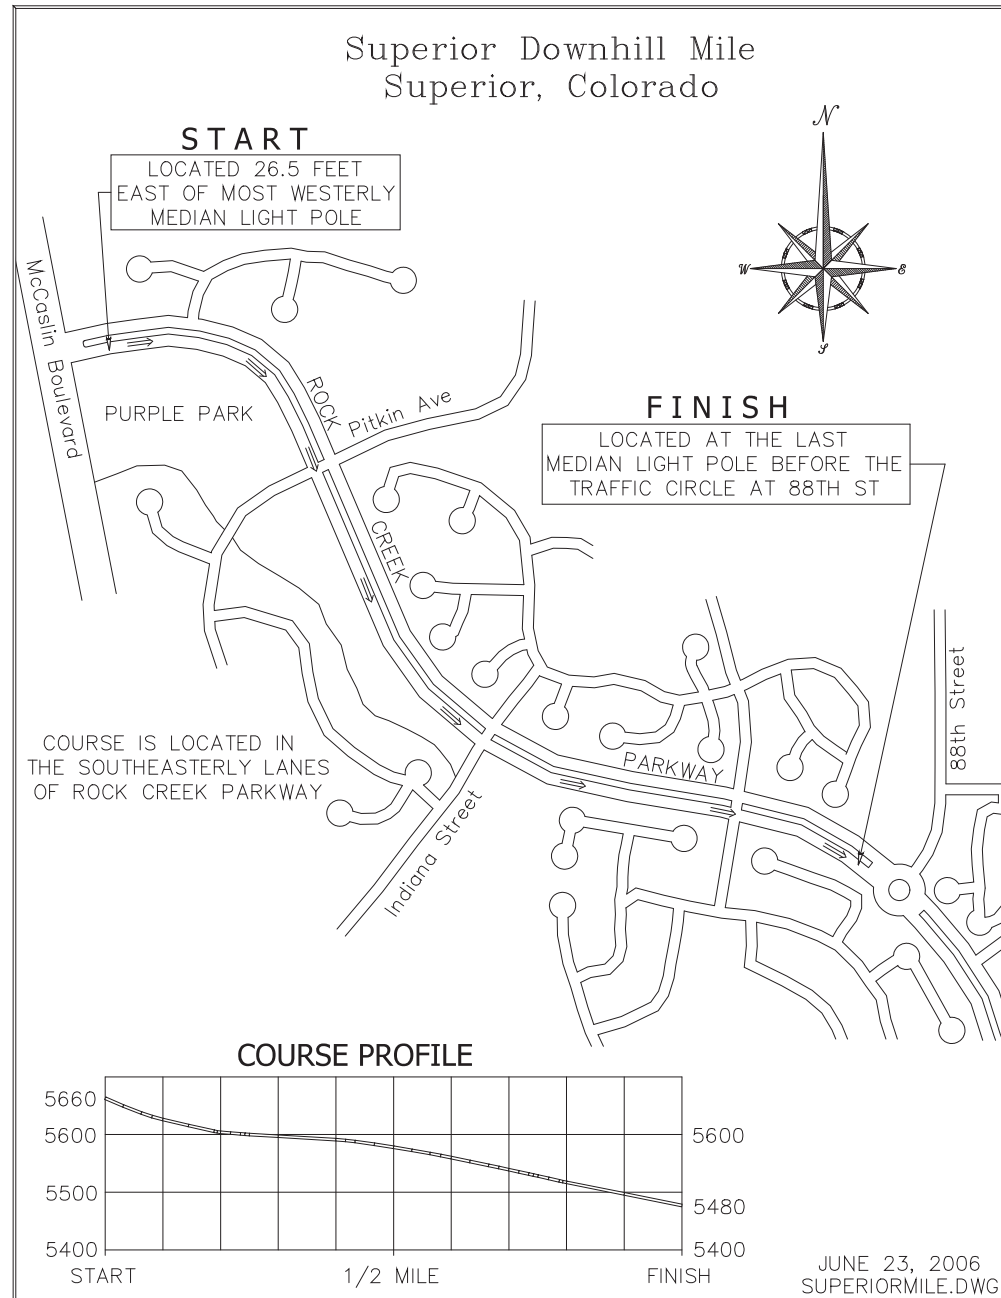 Superior Downhill Mile
Superior, Colorado
N
W
E
S
START
LOCATED 26.5 FEET
EAST OF MOST WESTERLY
MEDIAN LIGHT POLE
McCaslin Boulevard
PURPLE PARK
ROCK
Pitkin Ave
CREEK
FINISH
LOCATED AT THE LAST
MEDIAN LIGHT POLE BEFORE THE
TRAFFIC CIRCLE AT 88TH ST
88th Street
COURSE IS LOCATED IN
THE SOUTHEASTERLY LANES
OF ROCK CREEK PARKWAY
PARKWAY
Indiana Street
COURSE PROFILE
5660
5600
5500
5400
5600
5480
5400
START
1/2 MILE
FINISH
JUNE 23, 2006
SUPERIORMILE.DWG